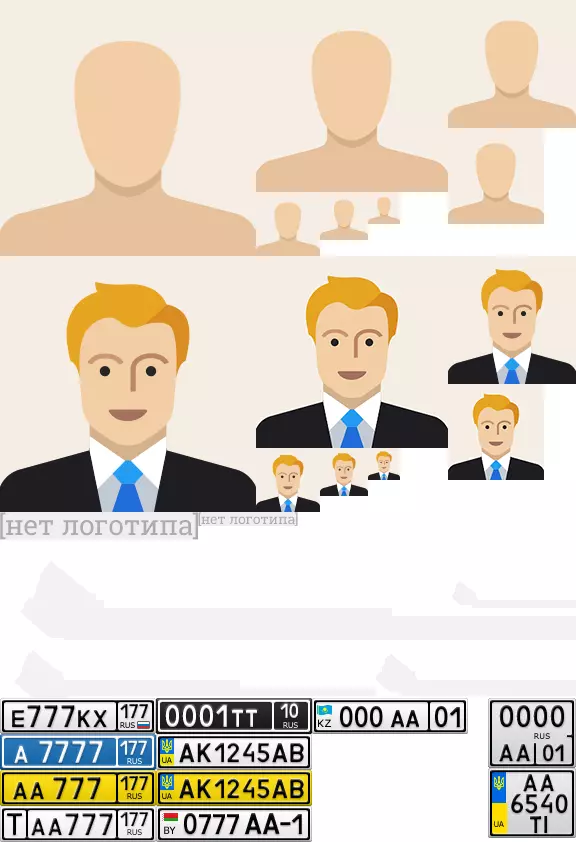 [нет логотипа]
[нет логотипа]
E777KX 177 RUS
0001TT 10 RUS
KZ 000 AA 01
0000
RUS
AA 01
A 7777 177 RUS
UA AK1245AB
AA 777 177 RUS
UA AK1245AB
AA
6540
UA
TI
T AA777 177 RUS
BY 0777 AA-1